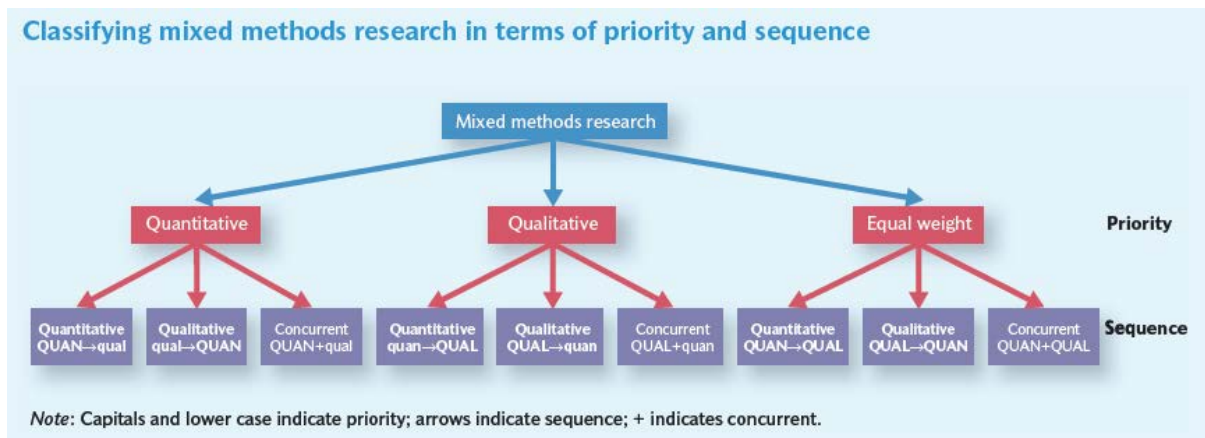 Classifying mixed methods research in terms of priority and sequence
Mixed methods research
Quantitative
Qualitative
Equal weight
Priority
Quantitative
QUAN→qual
Qualitative
qual→QUAN
Concurrent
QUAN+qual
Quantitative
quan→QUAL
Qualitative
QUAL→quan
Concurrent
QUAL+quan
Quantitative
QUAN→QUAL
Qualitative
QUAL→QUAN
Concurrent
QUAN+QUAL
Sequence
Note: Capitals and lower case indicate priority; arrows indicate sequence; + indicates concurrent.